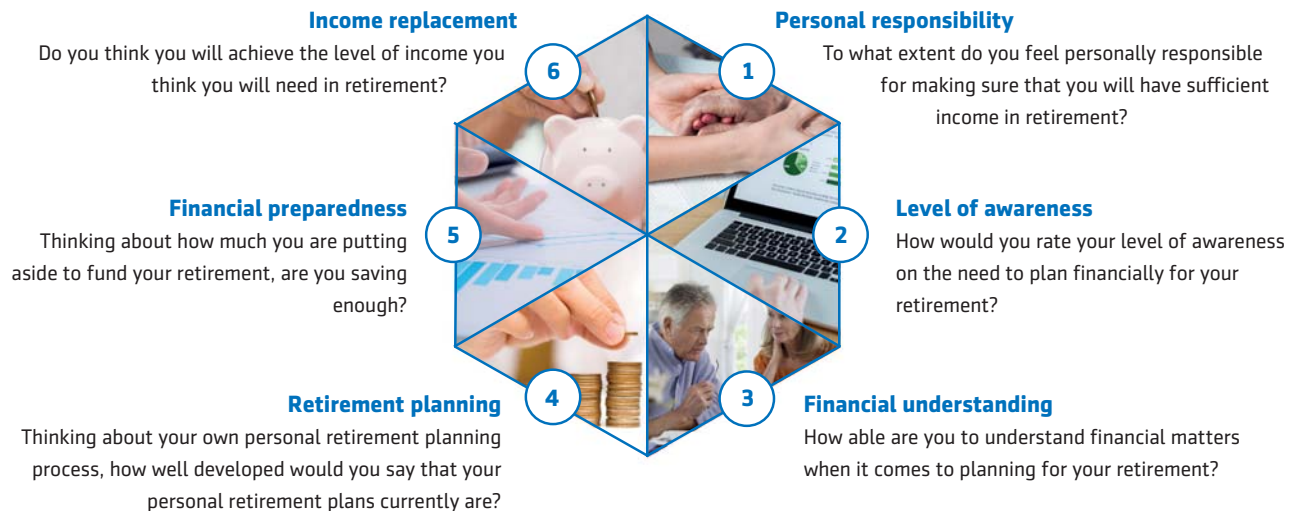 Personal responsibility
To what extent do you feel personally responsible
for making sure that you will have sufficient
income in retirement?
1
Level of awareness
How would you rate your level of awareness
on the need to plan financially for your
retirement?
2
Financial understanding
How able are you to understand financial matters
when it comes to planning for your retirement?
3
Retirement planning
Thinking about your own personal retirement planning
process, how well developed would you say that your
personal retirement plans currently are?
4
Financial preparedness
Thinking about how much you are putting
aside to fund your retirement, are you saving
enough?
5
Income replacement
Do you think you will achieve the level of income you
think you will need in retirement?
6